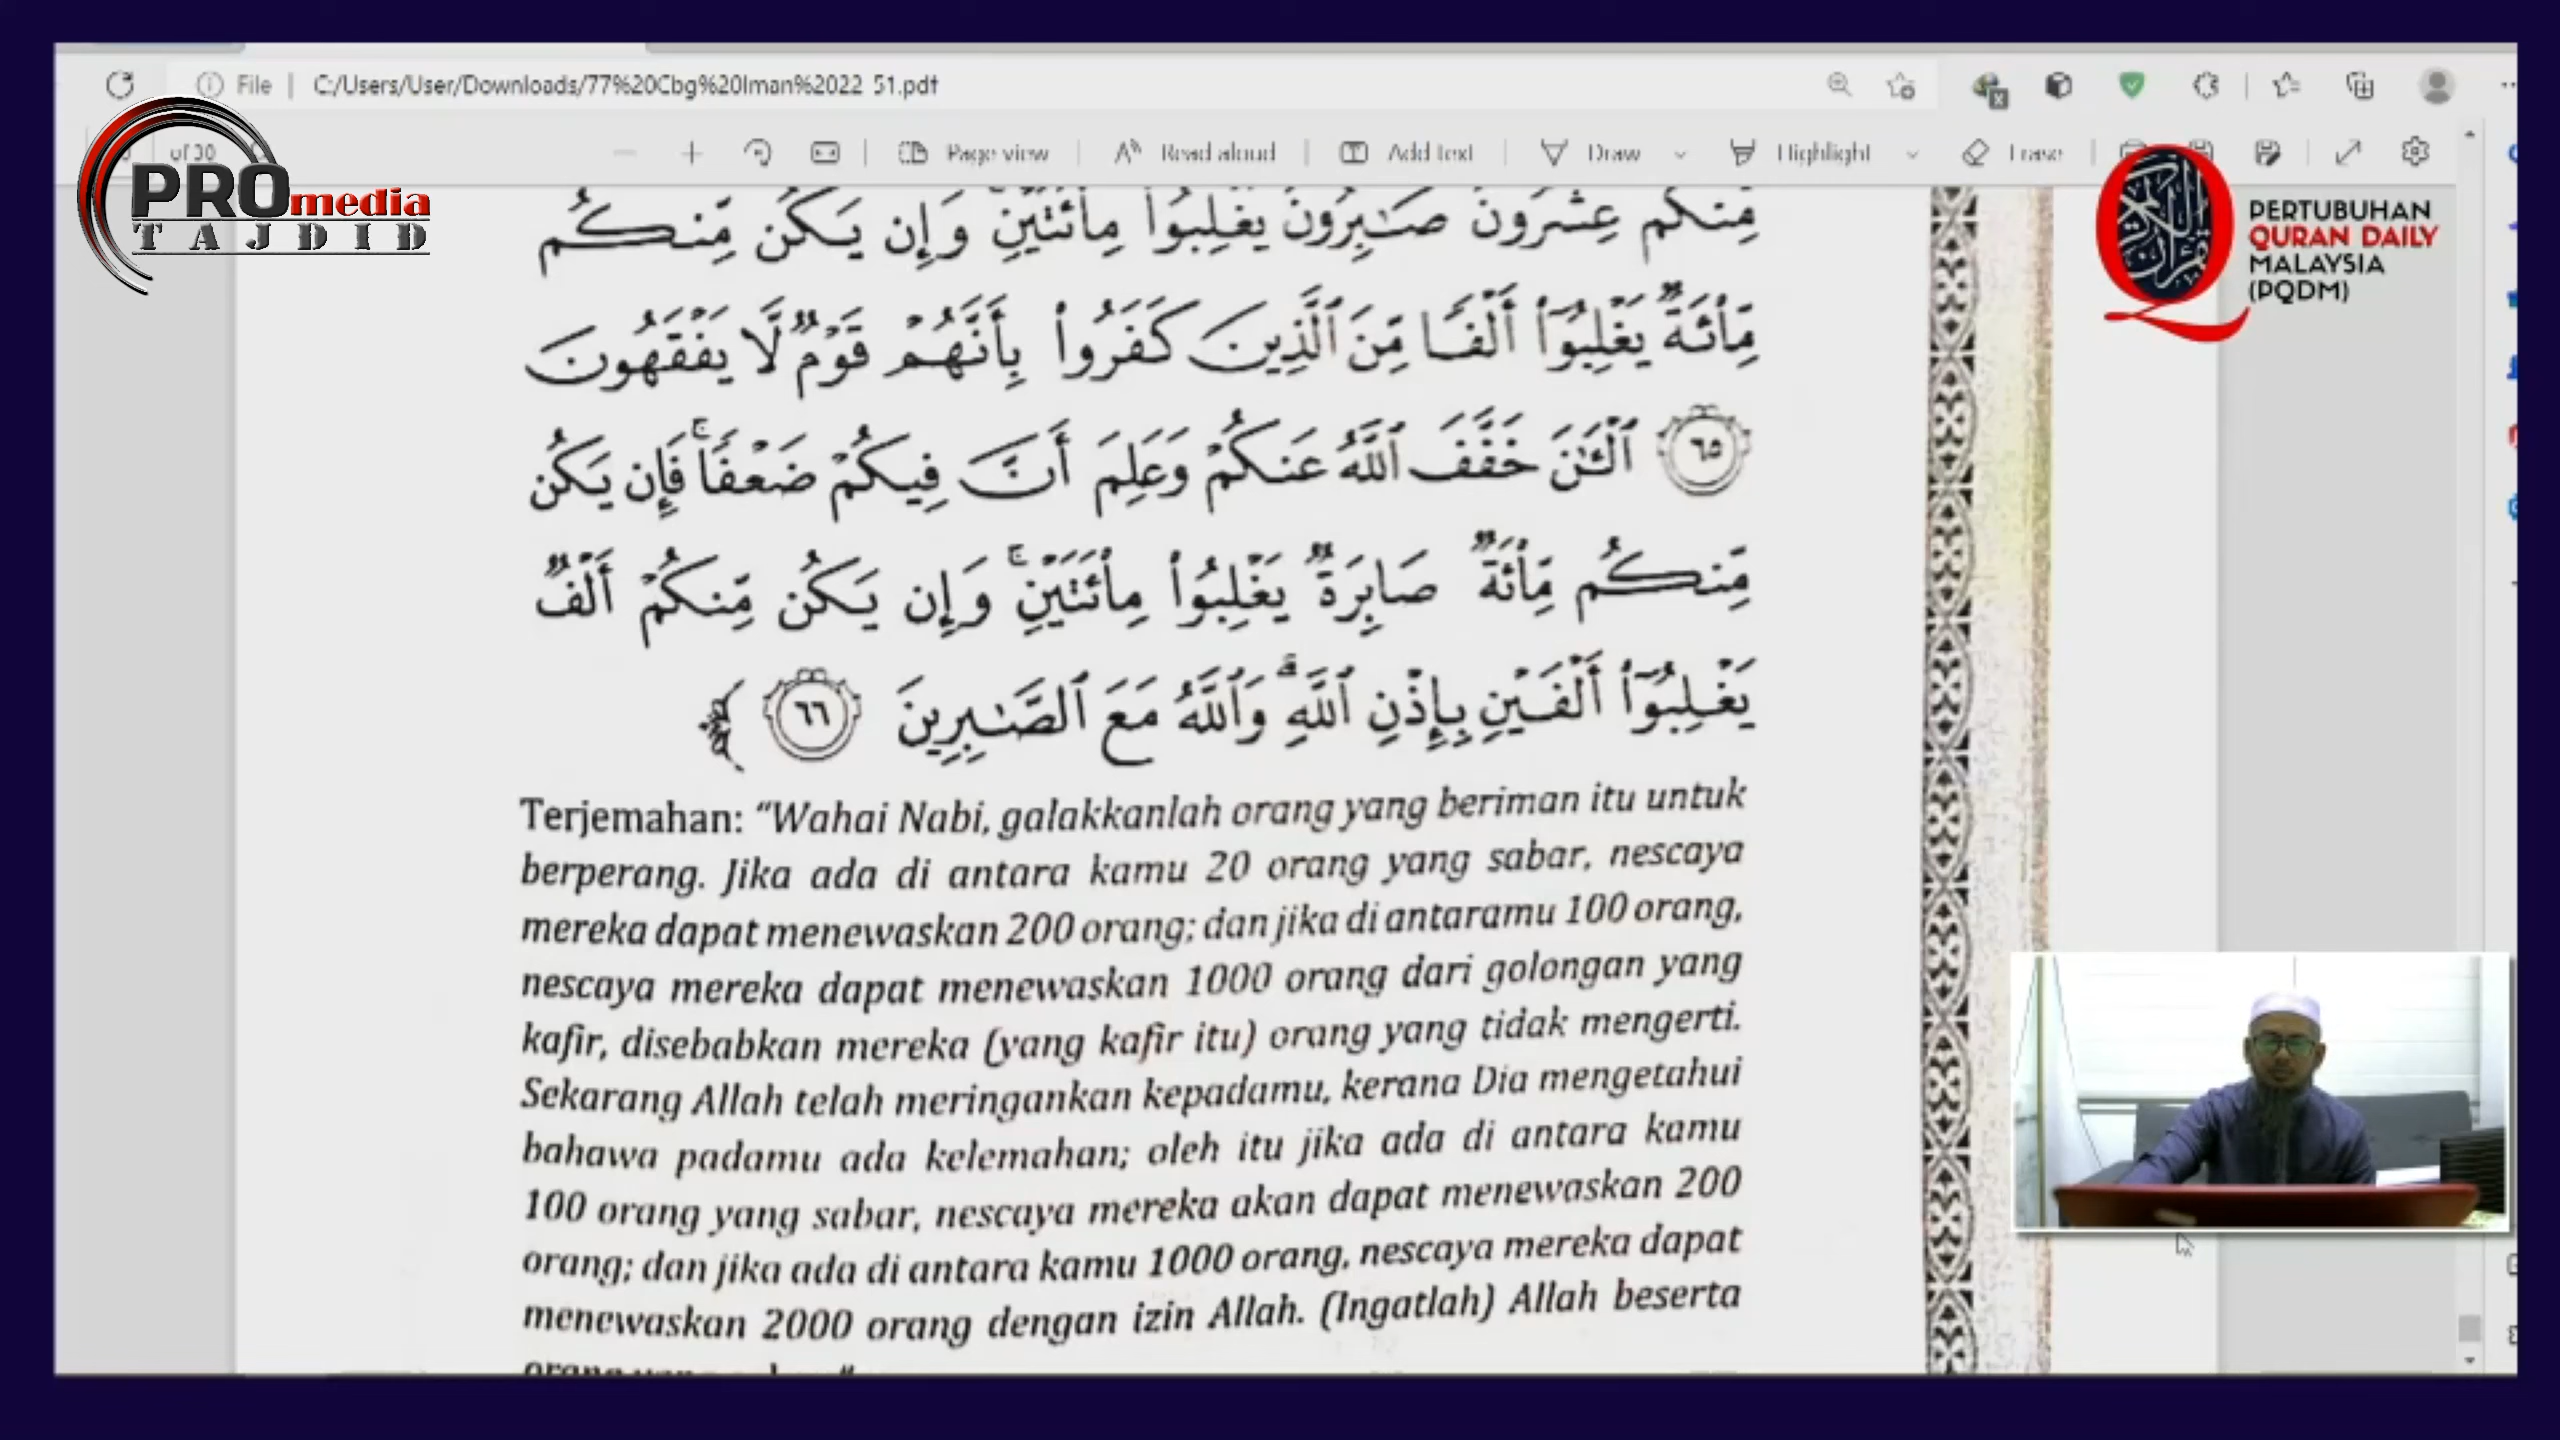 File | C:/Users/User/Downloads/77%20Cbg%20Iman%2022 51.pdf
of 30
Page view
Read aloud
Add text
Draw
Highlight
Erase
PROmedia
TAJDID
PERTUBUHAN
QURAN DAILY
MALAYSIA
(PQDM)
مِّنكُمْ عِشْرُونَ صَـٰبِرُونَ يَغْلِبُوا۟ مِا۟ئَتَيْنِ ۚ وَإِن يَكُن مِّنكُم
مِّا۟ئَةٌ يَغْلِبُوٓا۟ أَلْفًا مِّنَ ٱلَّذِينَ كَفَرُوا۟ بِأَنَّهُمْ قَوْمٌ لَّا يَفْقَهُونَ
٦٥ ٱلْـَٔـٰنَ خَفَّفَ ٱللَّهُ عَنكُمْ وَعَلِمَ أَنَّ فِيكُمْ ضَعْفًا ۚ فَإِن يَكُن
مِّنكُم مِّا۟ئَةٌ صَابِرَةٌ يَغْلِبُوا۟ مِا۟ئَتَيْنِ ۚ وَإِن يَكُن مِّنكُمْ أَلْفٌ
يَغْلِبُوٓا۟ أَلْفَيْنِ بِإِذْنِ ٱللَّهِ ۗ وَٱللَّهُ مَعَ ٱلصَّـٰبِرِينَ ٦٦ ﴾
Terjemahan: “Wahai Nabi, galakkanlah orang yang beriman itu untuk
berperang. Jika ada di antara kamu 20 orang yang sabar, nescaya
mereka dapat menewaskan 200 orang; dan jika di antaramu 100 orang,
nescaya mereka dapat menewaskan 1000 orang dari golongan yang
kafir, disebabkan mereka (yang kafir itu) orang yang tidak mengerti.
Sekarang Allah telah meringankan kepadamu, kerana Dia mengetahui
bahawa padamu ada kelemahan; oleh itu jika ada di antara kamu
100 orang yang sabar, nescaya mereka akan dapat menewaskan 200
orang; dan jika ada di antara kamu 1000 orang, nescaya mereka dapat
menewaskan 2000 orang dengan izin Allah. (Ingatlah) Allah beserta